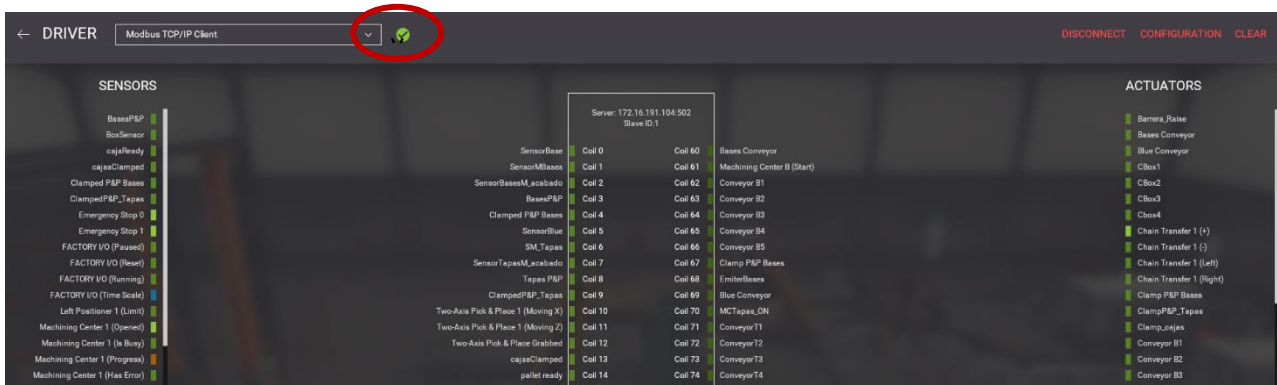 ← DRIVER Modbus TCP/IP Client DISCONNECT CONFIGURATION CLEAR
SENSORS
BasesP&P
BoxSensor
cajaReady
cajasClamped
Clamped P&P Bases
ClampedP&P_Tapas
Emergency Stop 0
Emergency Stop 1
FACTORY I/O (Paused)
FACTORY I/O (Reset)
FACTORY I/O (Running)
FACTORY I/O (Time Scale)
Left Positioner 1 (Limit)
Machining Center 1 (Opened)
Machining Center 1 (Is Busy)
Machining Center 1 (Progress)
Machining Center 1 (Has Error)
Server: 172.16.191.104:502
Slave ID:1
SensorBase Coil 0 Coil 60 Bases Conveyor
SensorMBases Coil 1 Coil 61 Machining Center B (Start)
SensorBasesM_acabado Coil 2 Coil 62 Conveyor B1
BasesP&P Coil 3 Coil 63 Conveyor B2
Clamped P&P Bases Coil 4 Coil 64 Conveyor B3
SensorBlue Coil 5 Coil 65 Conveyor B4
SM_Tapas Coil 6 Coil 66 Conveyor B5
SensorTapasM_acabado Coil 7 Coil 67 Clamp P&P Bases
Tapas P&P Coil 8 Coil 68 EmiterBases
ClampedP&P_Tapas Coil 9 Coil 69 Blue Conveyor
Two-Axis Pick & Place 1 (Moving X) Coil 10 Coil 70 MCTapas_ON
Two-Axis Pick & Place 1 (Moving Z) Coil 11 Coil 71 ConveyorT1
Two-Axis Pick & Place Grabbed Coil 12 Coil 72 ConveyorT2
cajasClamped Coil 13 Coil 73 ConveyorT3
pallet ready Coil 14 Coil 74 ConveyorT4
ACTUATORS
Barrera_Raise
Bases Conveyor
Blue Conveyor
CBox1
CBox2
CBox3
Cbox4
Chain Transfer 1 (+)
Chain Transfer 1 (-)
Chain Transfer 1 (Left)
Chain Transfer 1 (Right)
Clamp P&P Bases
ClampP&P_Tapas
Clamp_cajas
Conveyor B1
Conveyor B2
Conveyor B3